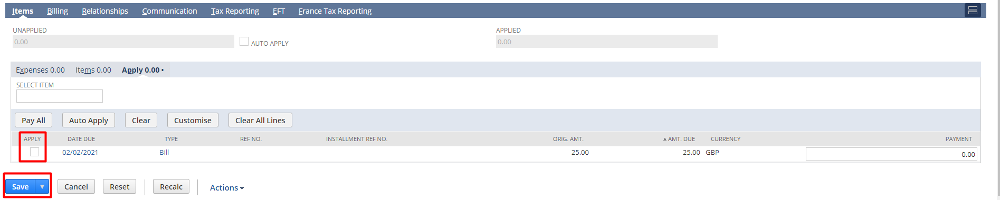 Items Billing Relationships Communication Tax Reporting EFT France Tax Reporting
UNAPPLIED APPLIED
0.00 AUTO APPLY 0.00
Expenses 0.00 Items 0.00 Apply 0.00 •
SELECT ITEM
Pay All Auto Apply Clear Customise Clear All Lines
APPLY DATE DUE TYPE REF NO. INSTALLMENT REF NO. ORIG. AMT. ▲ AMT. DUE CURRENCY PAYMENT
02/02/2021 Bill 25.00 25.00 GBP 0.00
Save ▼ Cancel Reset Recalc Actions ▾